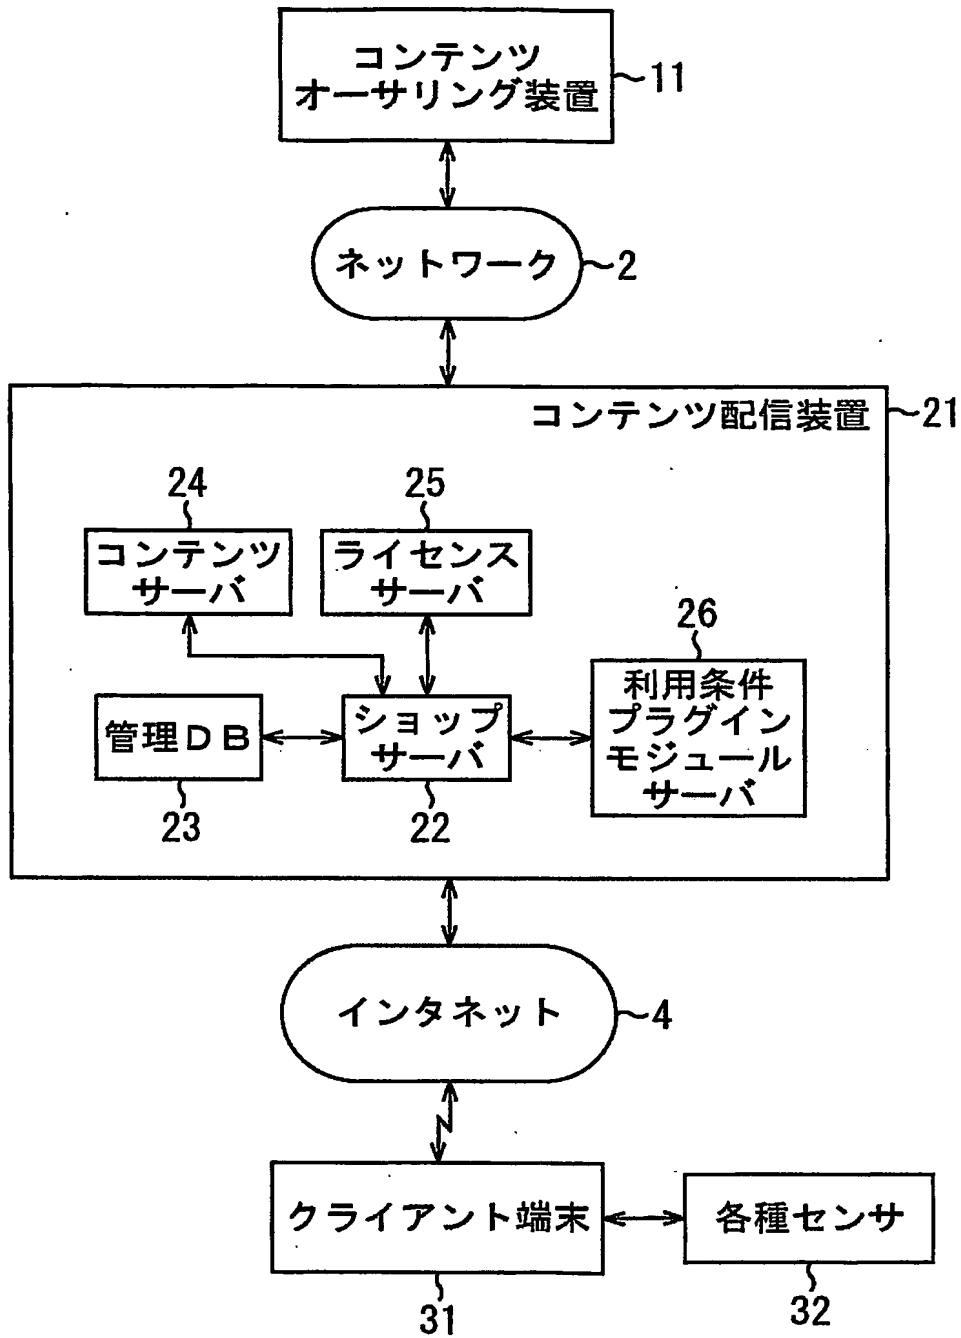 コンテンツ
オーサリング装置
11
ネットワーク
2
コンテンツ配信装置
21
24
25
コンテンツ
サーバ
ライセンス
サーバ
26
利用条件
プラグイン
モジュール
サーバ
管理DB
ショップ
サーバ
23
22
インタネット
4
クライアント端末
各種センサ
31
32